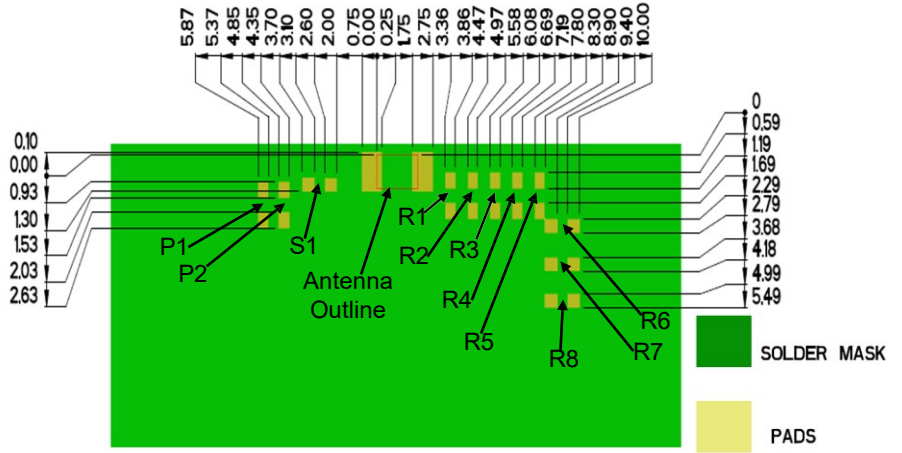 5.87
5.37
4.85
4.35
3.70
3.10
2.60
2.00
0.75
0.00
0.25
1.75
2.75
3.36
3.86
4.47
4.97
5.58
6.08
6.69
7.19
7.80
8.30
8.90
9.40
10.00
0.10
0.00
0.93
1.30
1.53
2.03
2.63
0
0.59
1.19
1.69
2.29
2.79
3.68
4.18
4.99
5.49
P1
P2
S1
Antenna
Outline
R1
R2
R3
R4
R5
R6
R7
R8
SOLDER MASK
PADS